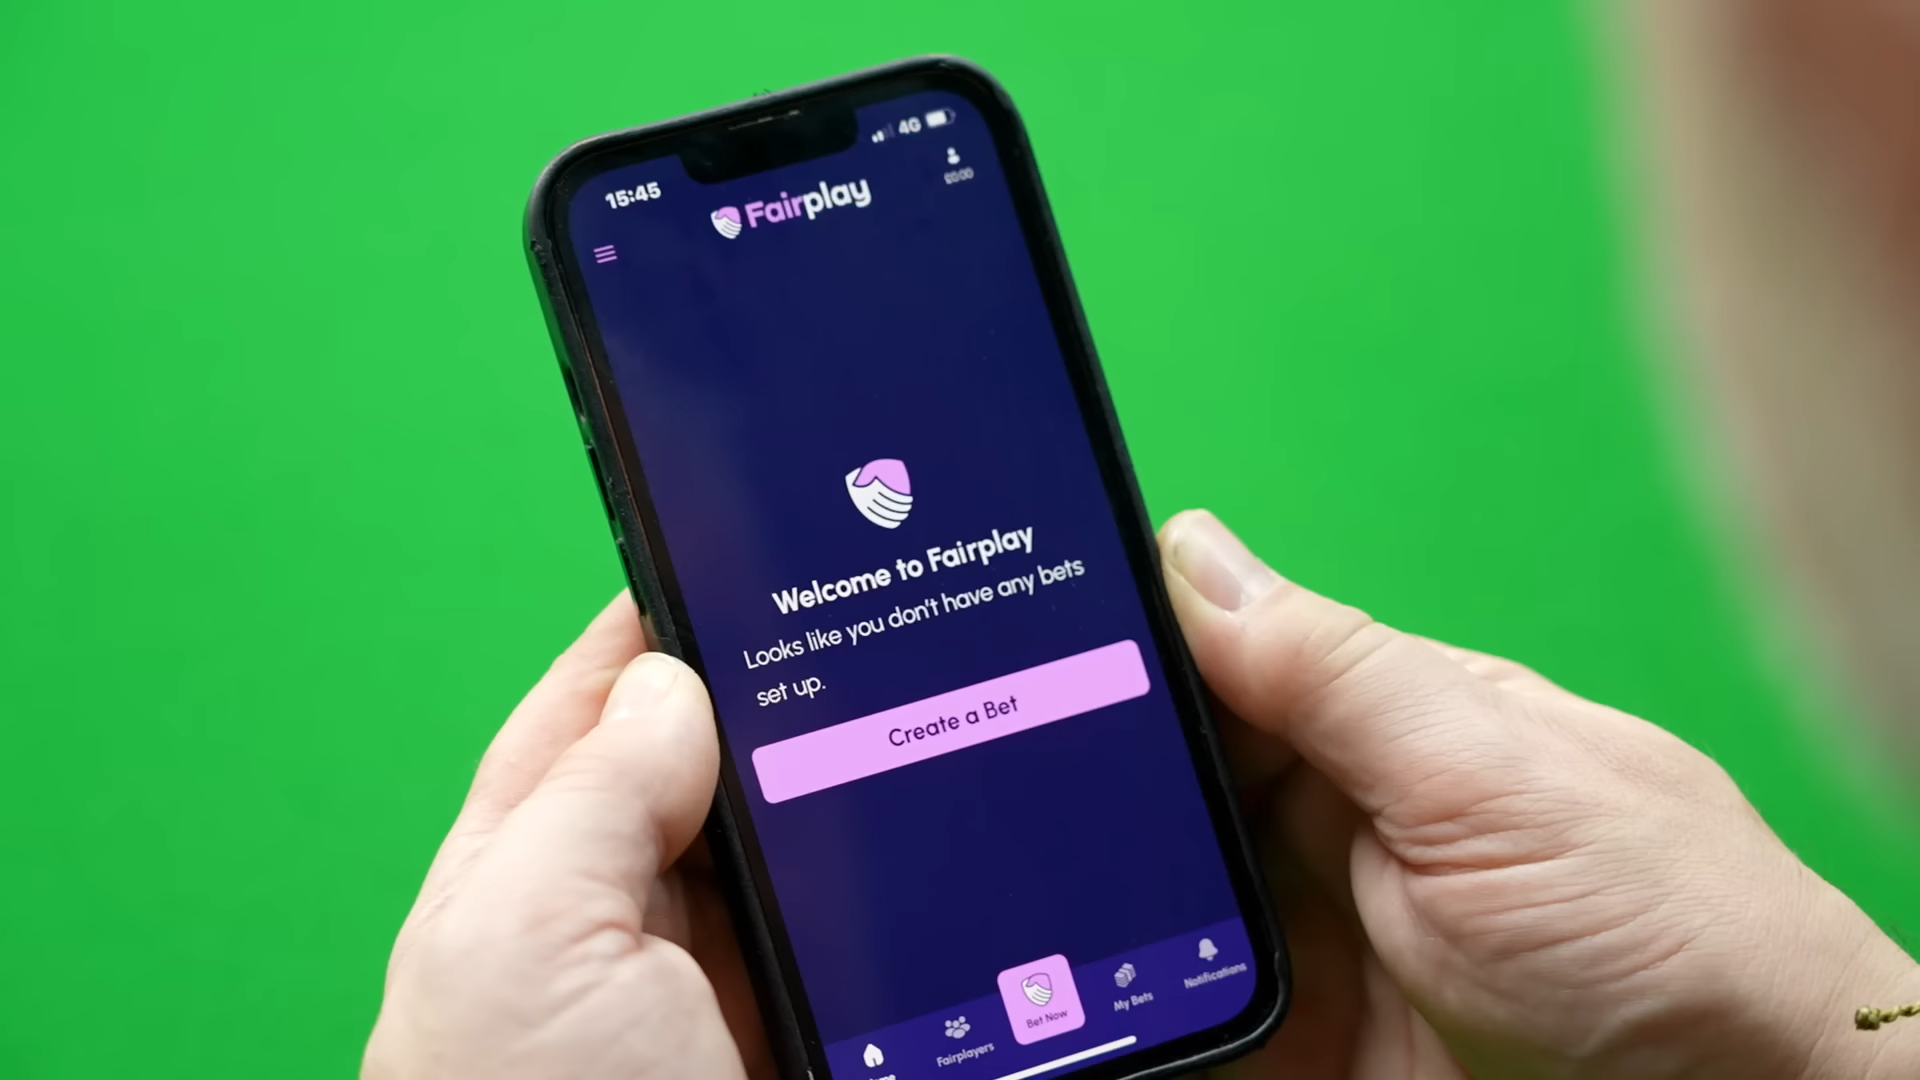 15:45
4G
Fairplay
£0.00
Welcome to Fairplay
Looks like you don't have any bets
set up.
Create a Bet
Fairplayers
Bet Now
My Bets
Notifications